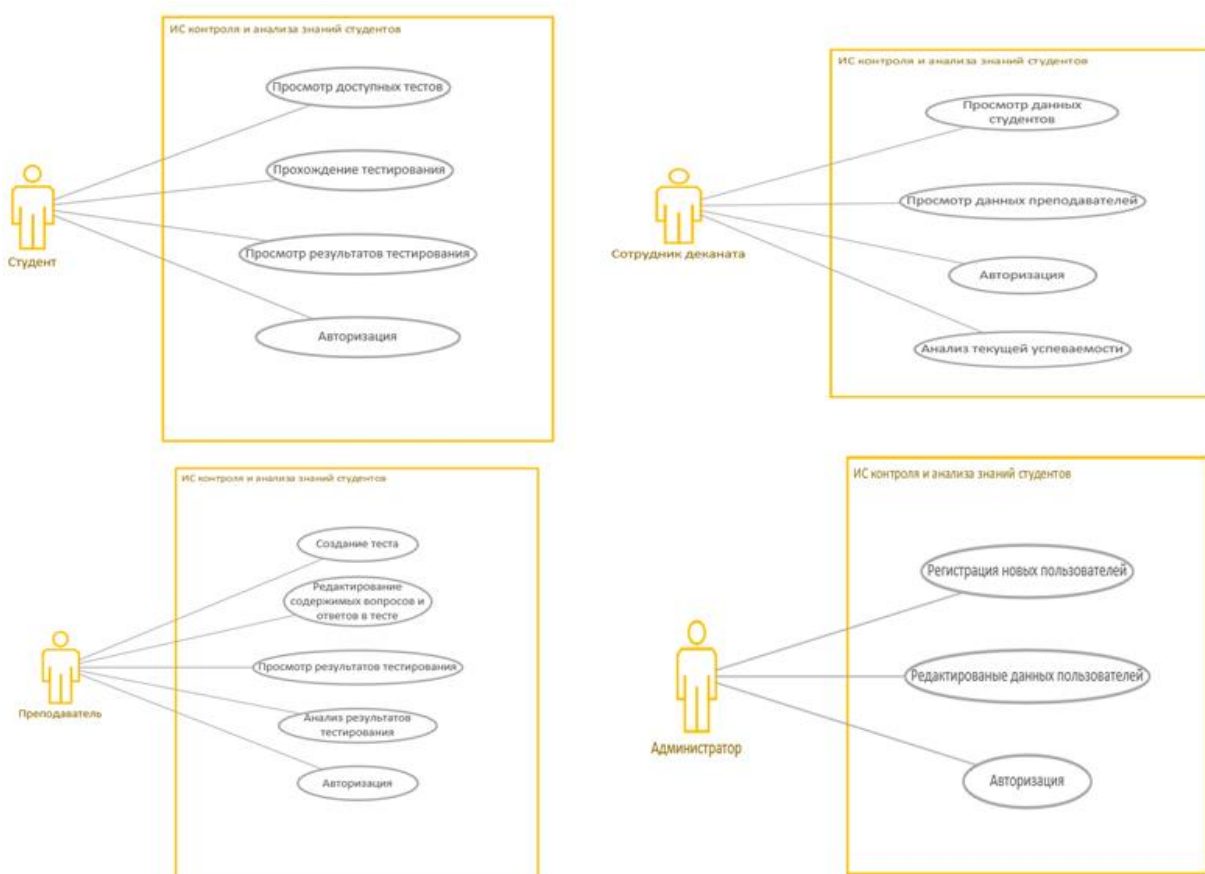 ИС контроля и анализа знаний студентов
Просмотр доступных тестов
Прохождение тестирования
Просмотр результатов тестирования
Авторизация
Студент
ИС контроля и анализа знаний студентов
Просмотр данных
студентов
Просмотр данных преподавателей
Авторизация
Анализ текущей успеваемости
Сотрудник деканата
ИС контроля и анализа знаний студентов
Создание теста
Редактирование
содержимых вопросов и
ответов в тесте
Просмотр результатов тестирования
Анализ результатов
тестирования
Авторизация
Преподаватель
ИС контроля и анализа знаний студентов
Регистрация новых пользователей
Редактированые данных пользователей
Авторизация
Администратор